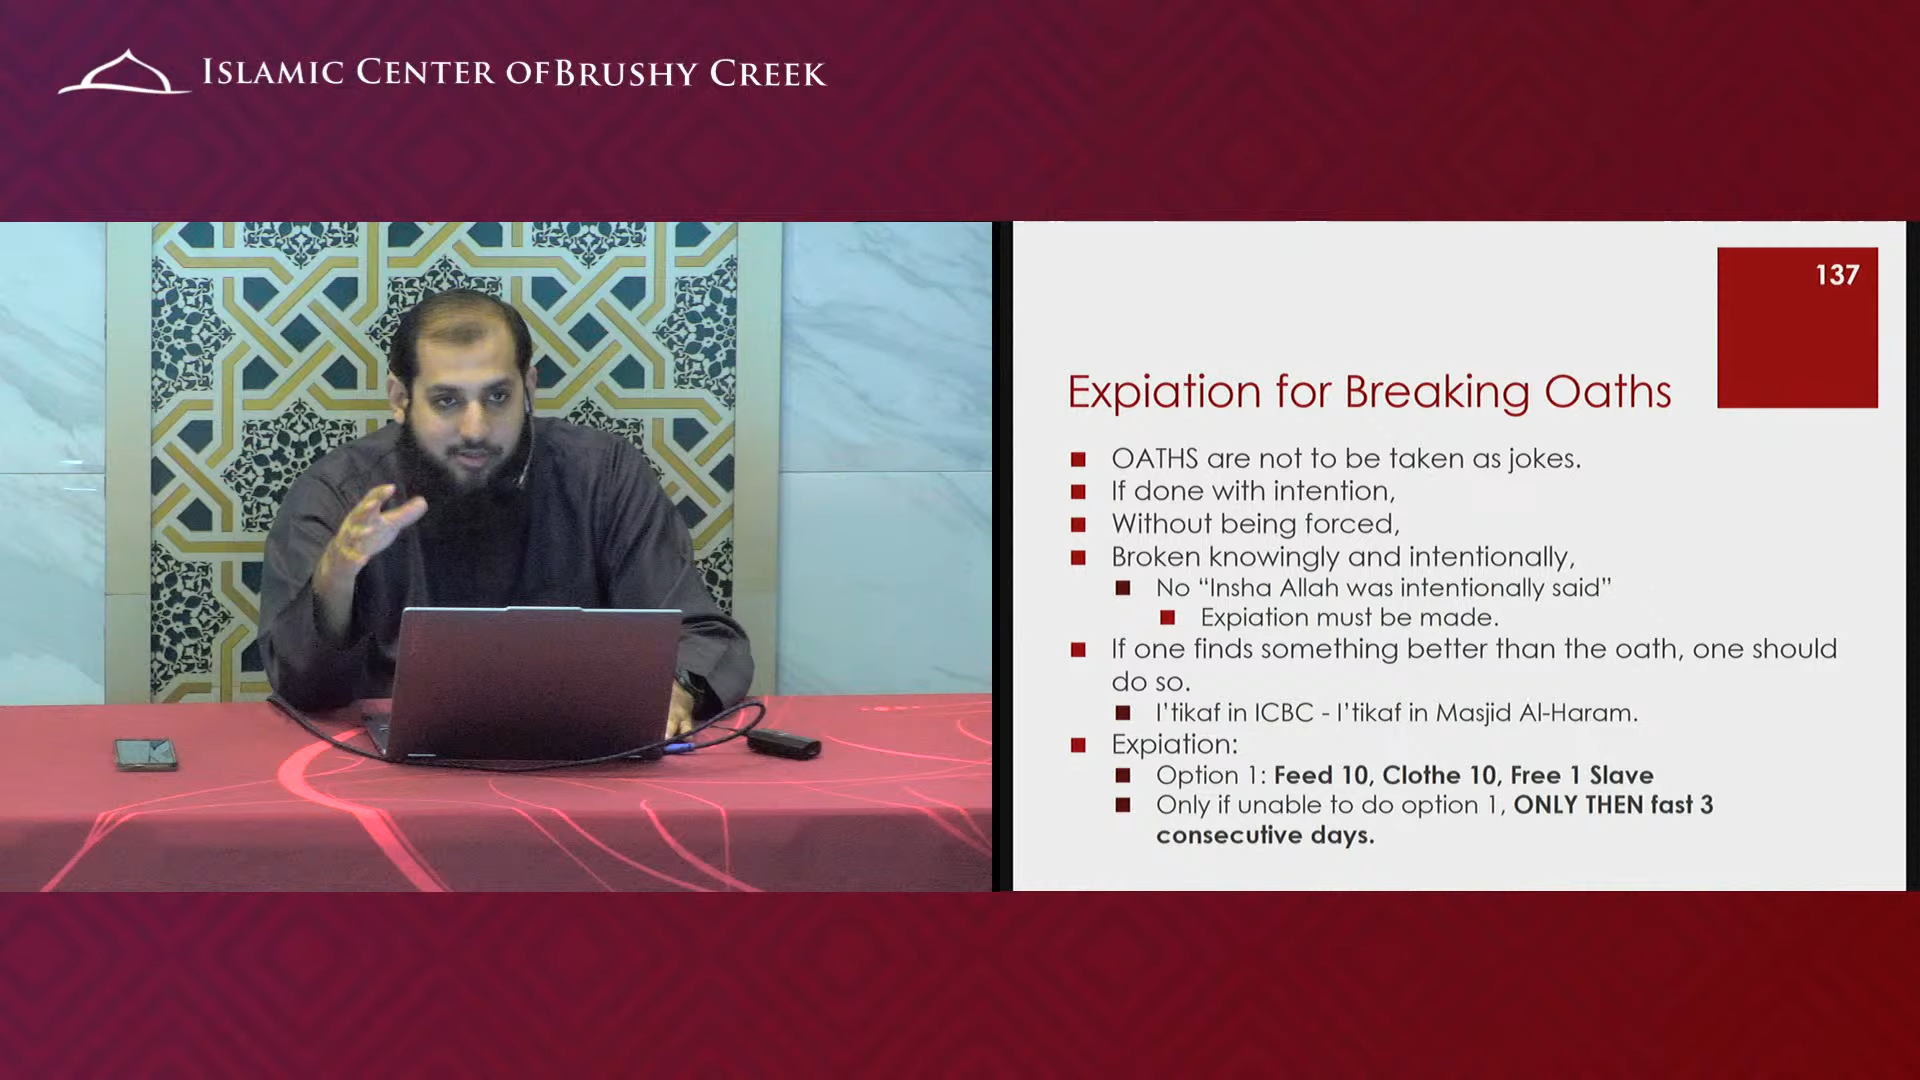 ISLAMIC CENTER OF BRUSHY CREEK
137
Expiation for Breaking Oaths
OATHS are not to be taken as jokes.
If done with intention,
Without being forced,
Broken knowingly and intentionally,
No “Insha Allah was intentionally said”
Expiation must be made.
If one finds something better than the oath, one should
do so.
I’tikaf in ICBC - I’tikaf in Masjid Al-Haram.
Expiation:
Option 1: Feed 10, Clothe 10, Free 1 Slave
Only if unable to do option 1, ONLY THEN fast 3
consecutive days.